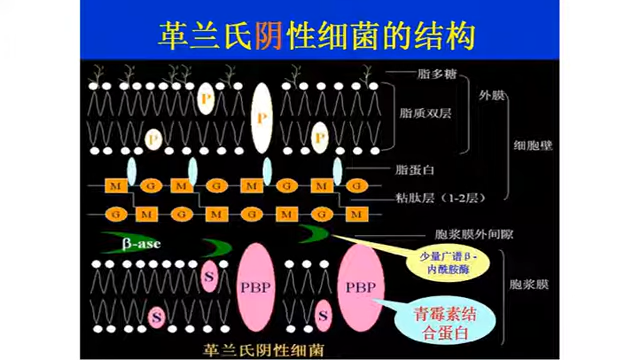 革兰氏阴性细菌的结构
脂多糖
外膜
脂质双层
P
P
P
P
细胞壁
脂蛋白
M G M G M G M G
粘肽层（1-2层）
G M G M G M G M
胞浆膜外间隙
β-ase
少量广谱β-
内酰胺酶
S
PBP
PBP
胞浆膜
S
S
青霉素结
合蛋白
革兰氏阴性细菌